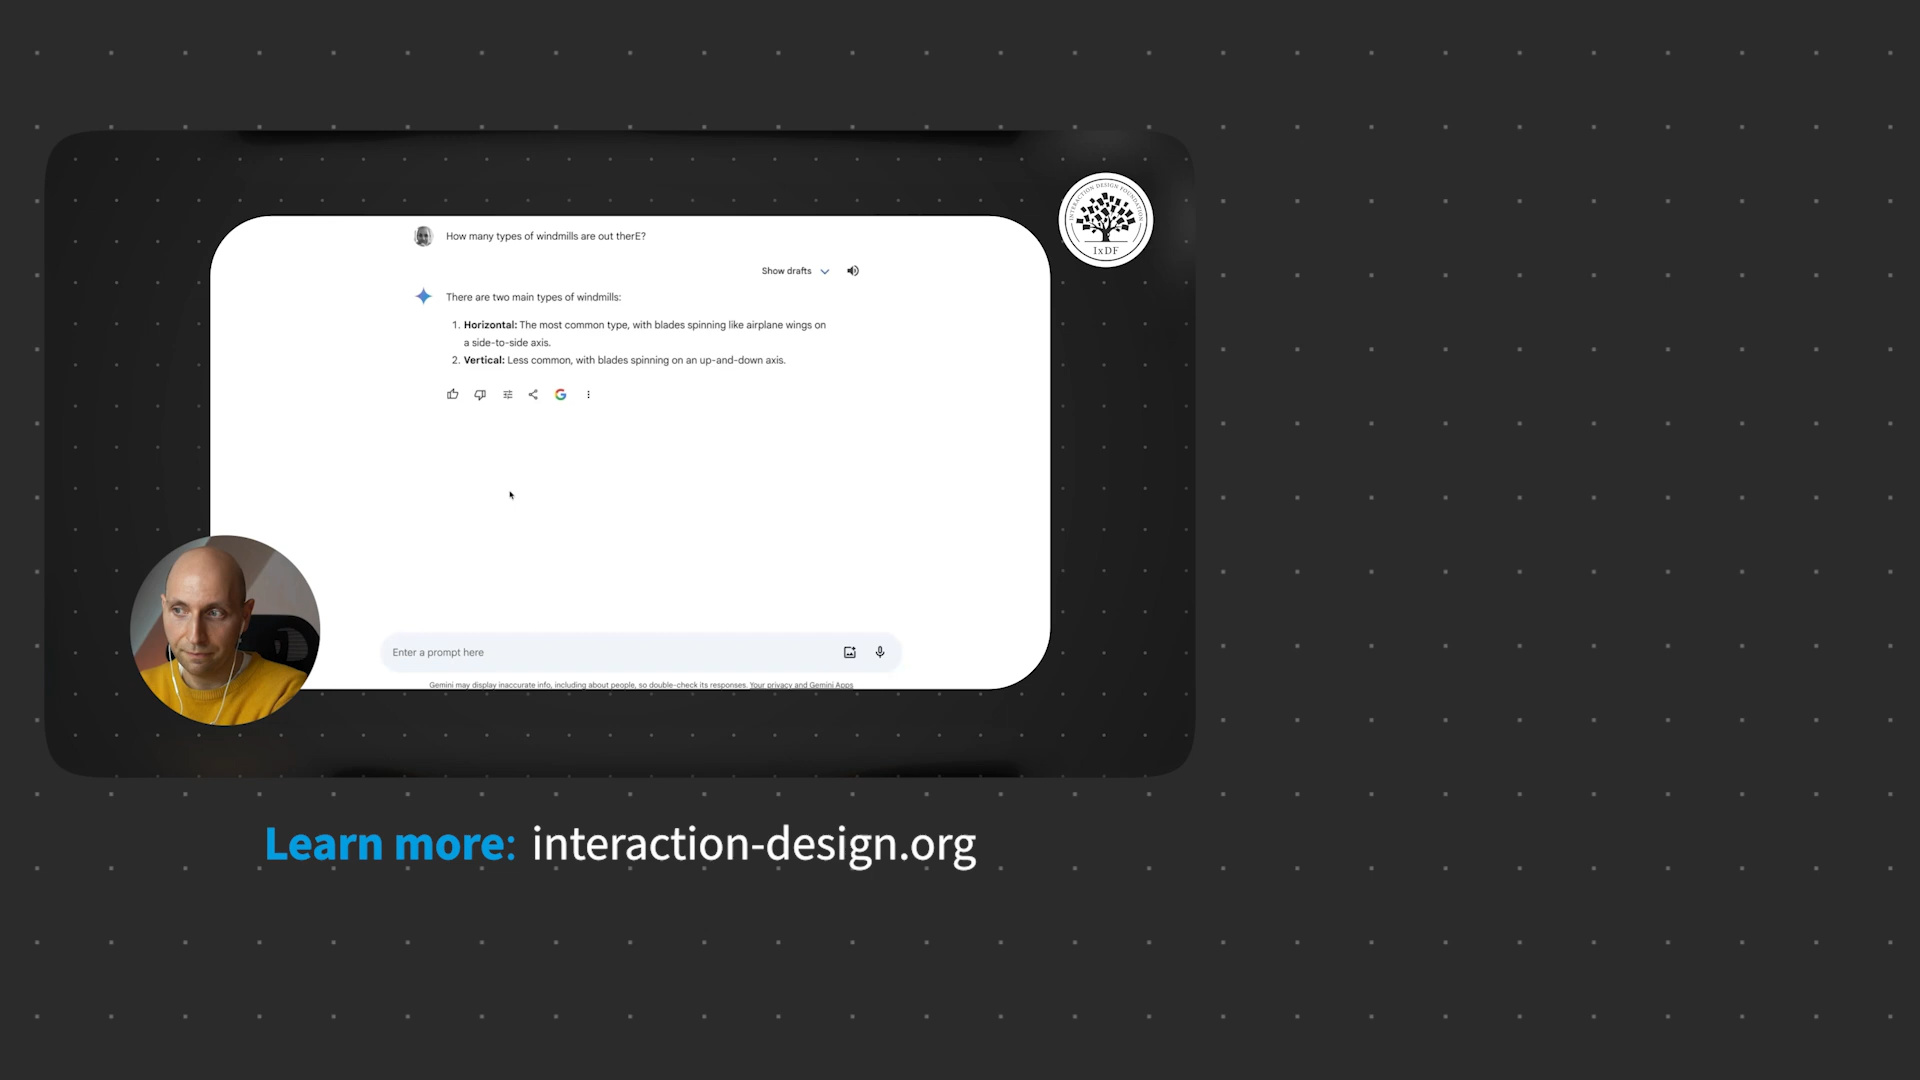 INTERACTION DESIGN FOUNDATION
IxDF
How many types of windmills are out therE?
Show drafts
There are two main types of windmills:
1. Horizontal: The most common type, with blades spinning like airplane wings on
a side-to-side axis.
2. Vertical: Less common, with blades spinning on an up-and-down axis.
Enter a prompt here
Gemini may display inaccurate info, including about people, so double-check its responses. Your privacy and Gemini Apps
Learn more: interaction-design.org